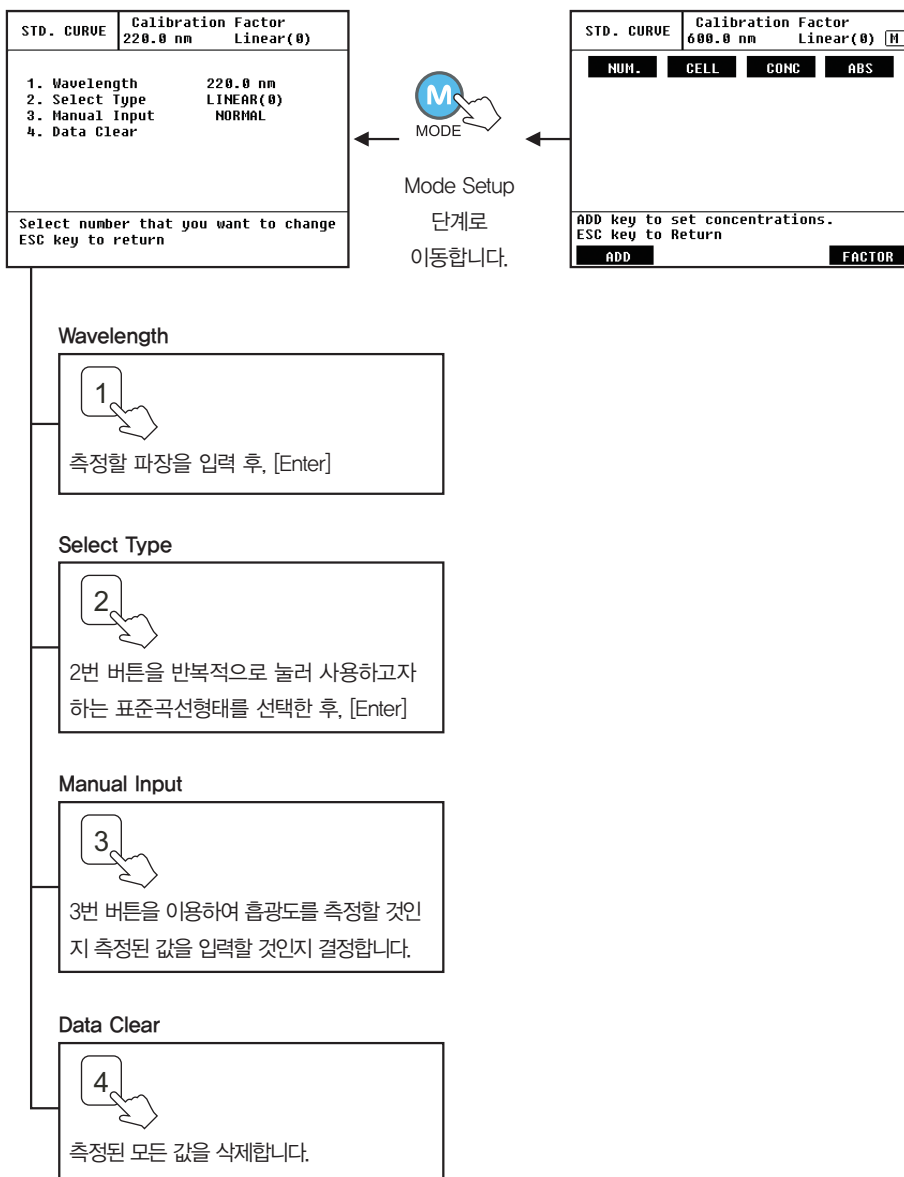 STD. CURVE
Calibration Factor
220.0 nm Linear(0)
1. Wavelength 220.0 nm
2. Select Type LINEAR(0)
3. Manual Input NORMAL
4. Data Clear
Select number that you want to change
ESC key to return
M
MODE
Mode Setup
단계로
이동합니다.
STD. CURVE
Calibration Factor
600.0 nm Linear(0) M
NUM. CELL CONC ABS
ADD key to set concentrations.
ESC key to Return
ADD FACTOR
Wavelength
1
측정할 파장을 입력 후, [Enter]
Select Type
2
2번 버튼을 반복적으로 눌러 사용하고자
하는 표준곡선형태를 선택한 후, [Enter]
Manual Input
3
3번 버튼을 이용하여 흡광도를 측정할 것인
지 측정된 값을 입력할 것인지 결정합니다.
Data Clear
4
측정된 모든 값을 삭제합니다.